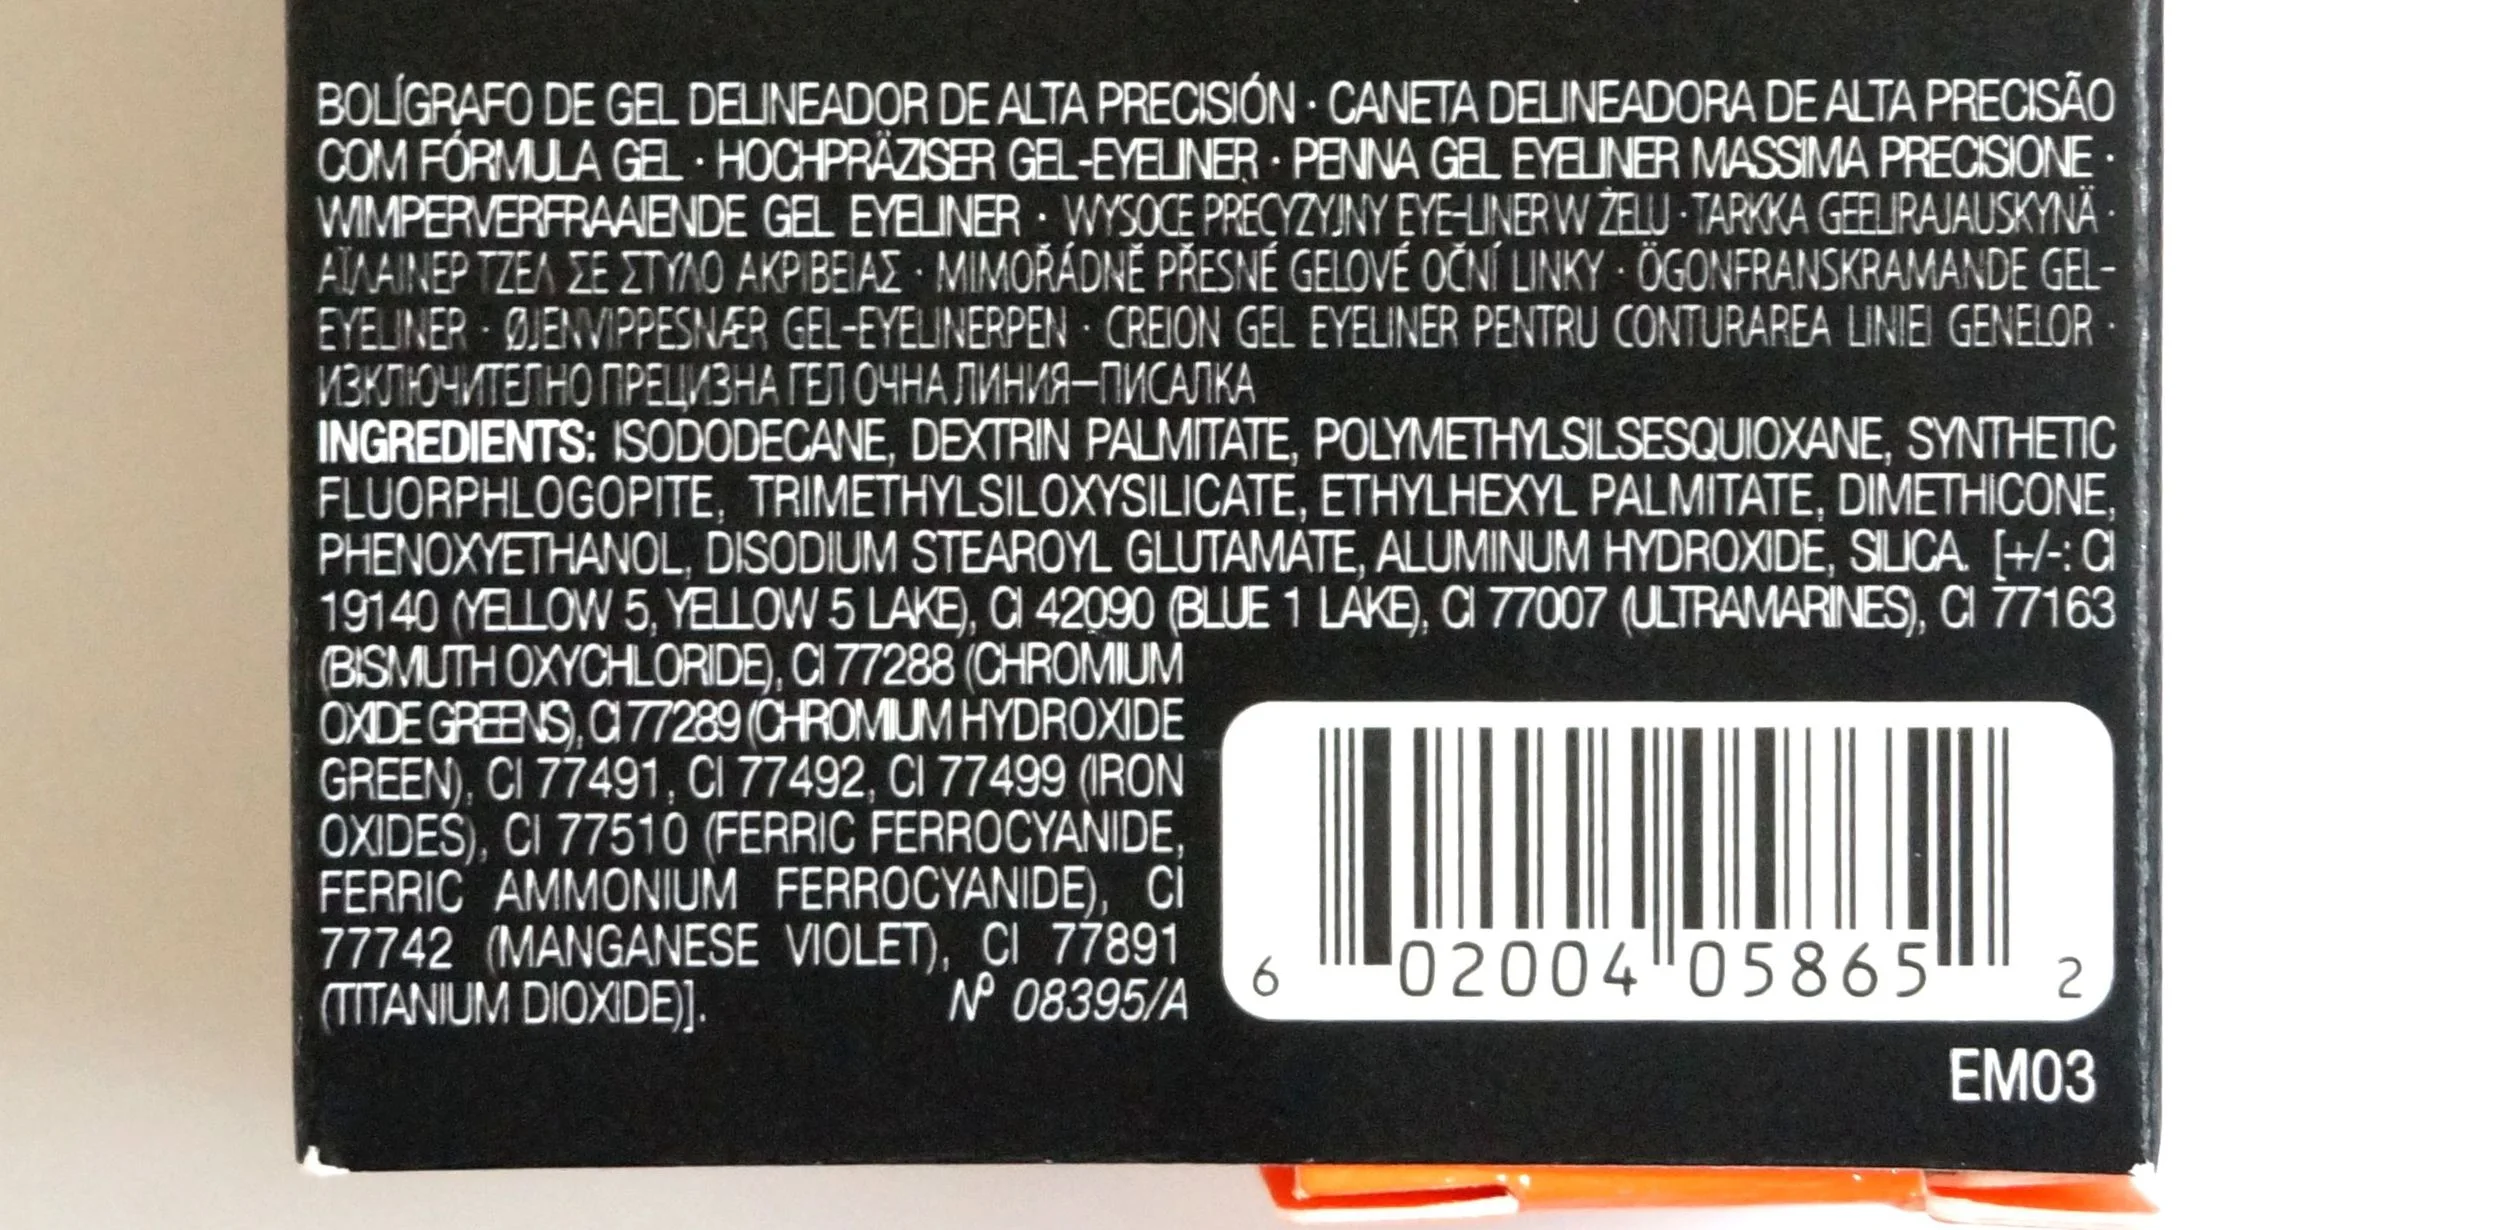 BOLÍGRAFO DE GEL DELINEADOR DE ALTA PRECISIÓN · CANETA DELINEADORA DE ALTA PRECISÃO
COM FÓRMULA GEL · HOCHPRÄZISER GEL-EYELINER · PENNA GEL EYELINER MASSIMA PRECISIONE ·
WIMPERVERFRAAIENDE GEL EYELINER · WYSOCE PRECYZYJNY EYE-LINER W ŻELU · TARKKA GEELIRAJAUSKYNÄ ·
ΑΪΛΑΙΝΕΡ ΤΖΕΛ ΣΕ ΣΤΥΛΟ ΑΚΡΙΒΕΙΑΣ · MIMOŘÁDNĚ PŘESNÉ GELOVÉ OČNÍ LINKY · ÖGONFRANSKRAMANDE GEL-
EYELINER · ØJENVIPPESNÆR GEL-EYELINERPEN · CREION GEL EYELINER PENTRU CONTURAREA LINIEI GENELOR ·
ИЗКЛЮЧИТЕЛНО ПРЕЦИЗНА ГЕЛ ОЧНА ЛИНИЯ–ПИСАЛКА
INGREDIENTS: ISODODECANE, DEXTRIN PALMITATE, POLYMETHYLSILSESQUIOXANE, SYNTHETIC
FLUORPHLOGOPITE, TRIMETHYLSILOXYSILICATE, ETHYLHEXYL PALMITATE, DIMETHICONE,
PHENOXYETHANOL, DISODIUM STEAROYL GLUTAMATE, ALUMINUM HYDROXIDE, SILICA. [+/-: CI
19140 (YELLOW 5, YELLOW 5 LAKE), CI 42090 (BLUE 1 LAKE), CI 77007 (ULTRAMARINES), CI 77163
(BISMUTH OXYCHLORIDE), CI 77288 (CHROMIUM
OXIDE GREENS), CI 77289 (CHROMIUM HYDROXIDE
GREEN), CI 77491, CI 77492, CI 77499 (IRON
OXIDES), CI 77510 (FERRIC FERROCYANIDE,
FERRIC AMMONIUM FERROCYANIDE), CI
77742 (MANGANESE VIOLET), CI 77891
(TITANIUM DIOXIDE)]. Nº 08395/A
6 02004 05865 2
EM03